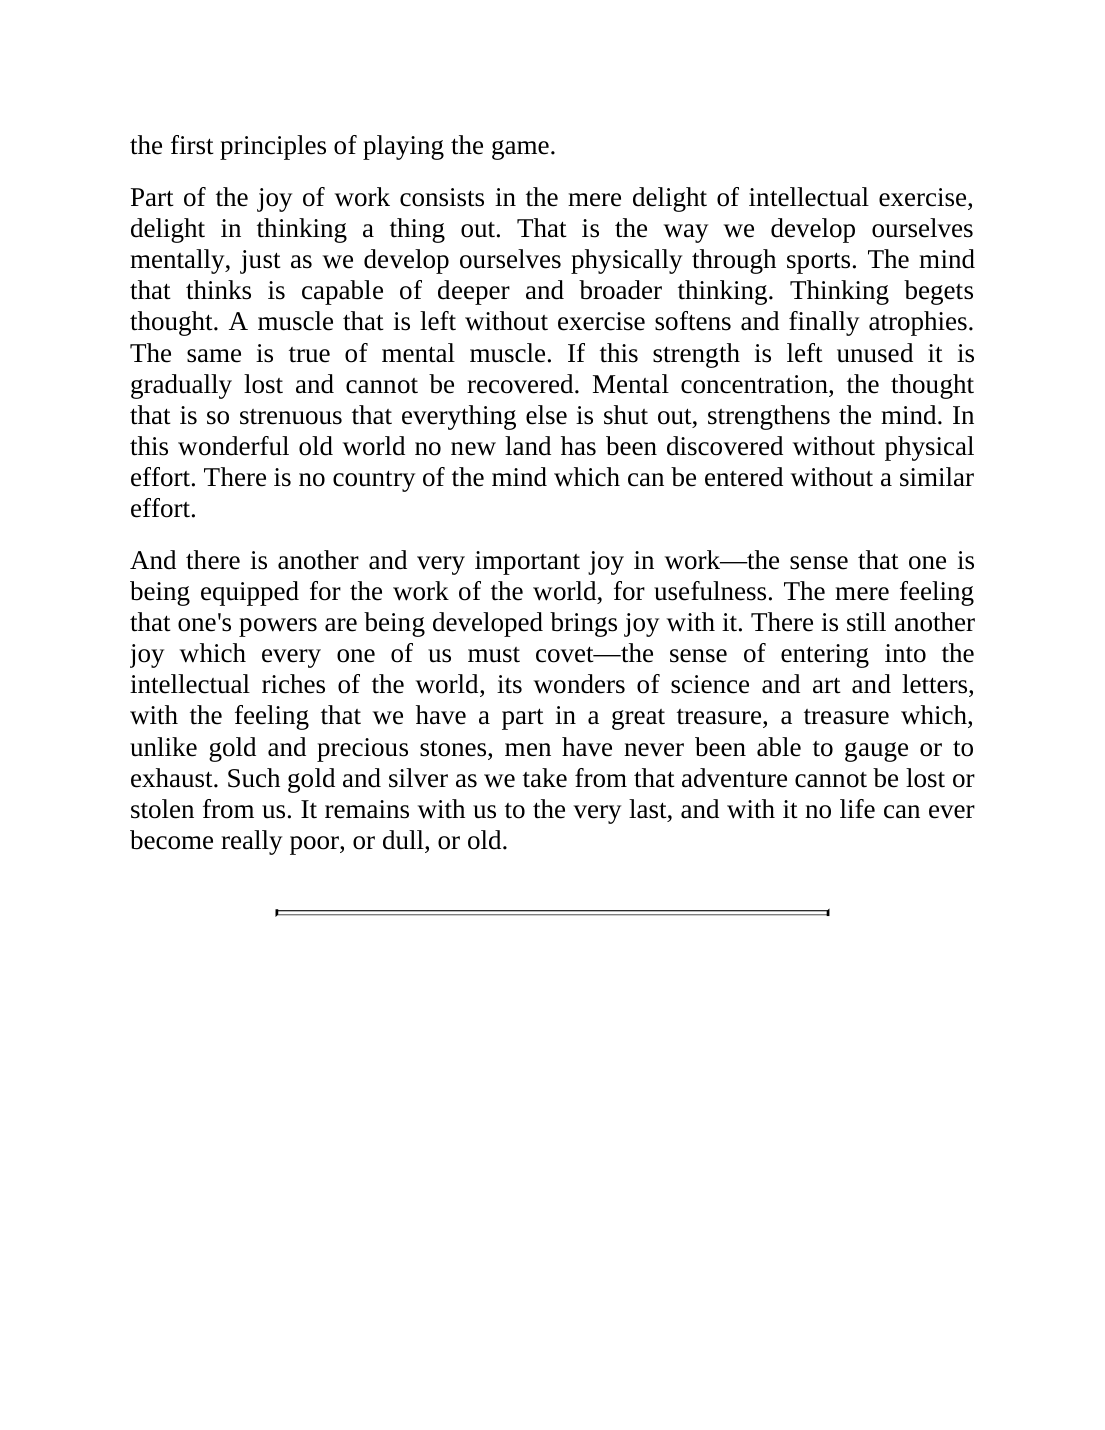 the first principles of playing the game.
Part of the joy of work consists in the mere delight of intellectual exercise,
delight in thinking a thing out. That is the way we develop ourselves
mentally, just as we develop ourselves physically through sports. The mind
that thinks is capable of deeper and broader thinking. Thinking begets
thought. A muscle that is left without exercise softens and finally atrophies.
The same is true of mental muscle. If this strength is left unused it is
gradually lost and cannot be recovered. Mental concentration, the thought
that is so strenuous that everything else is shut out, strengthens the mind. In
this wonderful old world no new land has been discovered without physical
effort. There is no country of the mind which can be entered without a similar
effort.
And there is another and very important joy in work—the sense that one is
being equipped for the work of the world, for usefulness. The mere feeling
that one's powers are being developed brings joy with it. There is still another
joy which every one of us must covet—the sense of entering into the
intellectual riches of the world, its wonders of science and art and letters,
with the feeling that we have a part in a great treasure, a treasure which,
unlike gold and precious stones, men have never been able to gauge or to
exhaust. Such gold and silver as we take from that adventure cannot be lost or
stolen from us. It remains with us to the very last, and with it no life can ever
become really poor, or dull, or old.